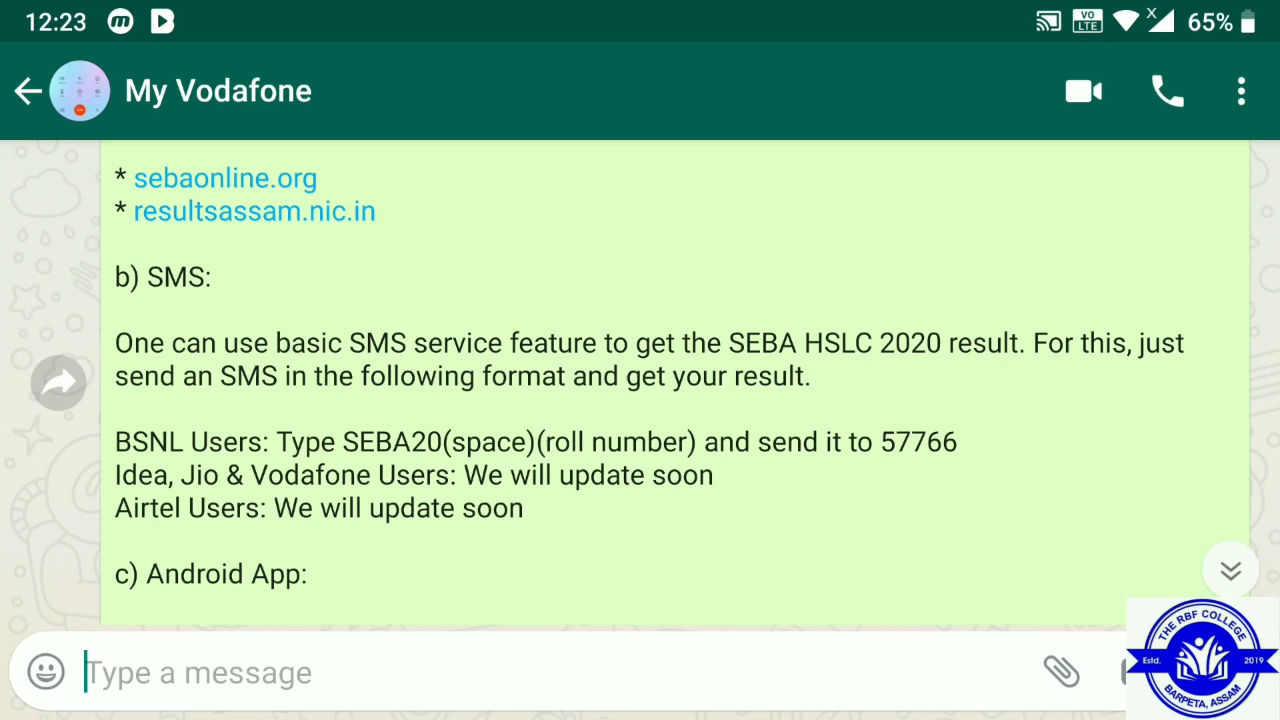 12:23
VO LTE
X
65%
My Vodafone
* sebaonline.org
* resultsassam.nic.in
b) SMS:
One can use basic SMS service feature to get the SEBA HSLC 2020 result. For this, just
send an SMS in the following format and get your result.
BSNL Users: Type SEBA20(space)(roll number) and send it to 57766
Idea, Jio & Vodafone Users: We will update soon
Airtel Users: We will update soon
c) Android App:
Type a message
THE RBF COLLEGE
Estd. 2019
BARPETA, ASSAM